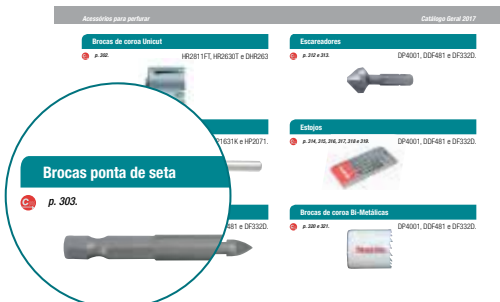 Acessórios para perfurar
Catálogo Geral 2017
Brocas de coroa Unicut
p. 302.
HR2811FT, HR2630T e DHR263
Escareadores
p. 312 e 313.
DP4001, DDF481 e DF332D.
1631K e HP2071.
Estojos
p. 314, 315, 316, 317, 318 e 319.
DP4001, DDF481 e DF332D.
Brocas ponta de seta
p. 303.
481 e DF332D.
Brocas de coroa Bi-Metálicas
p. 320 e 321.
DP4001, DDF481 e DF332D.